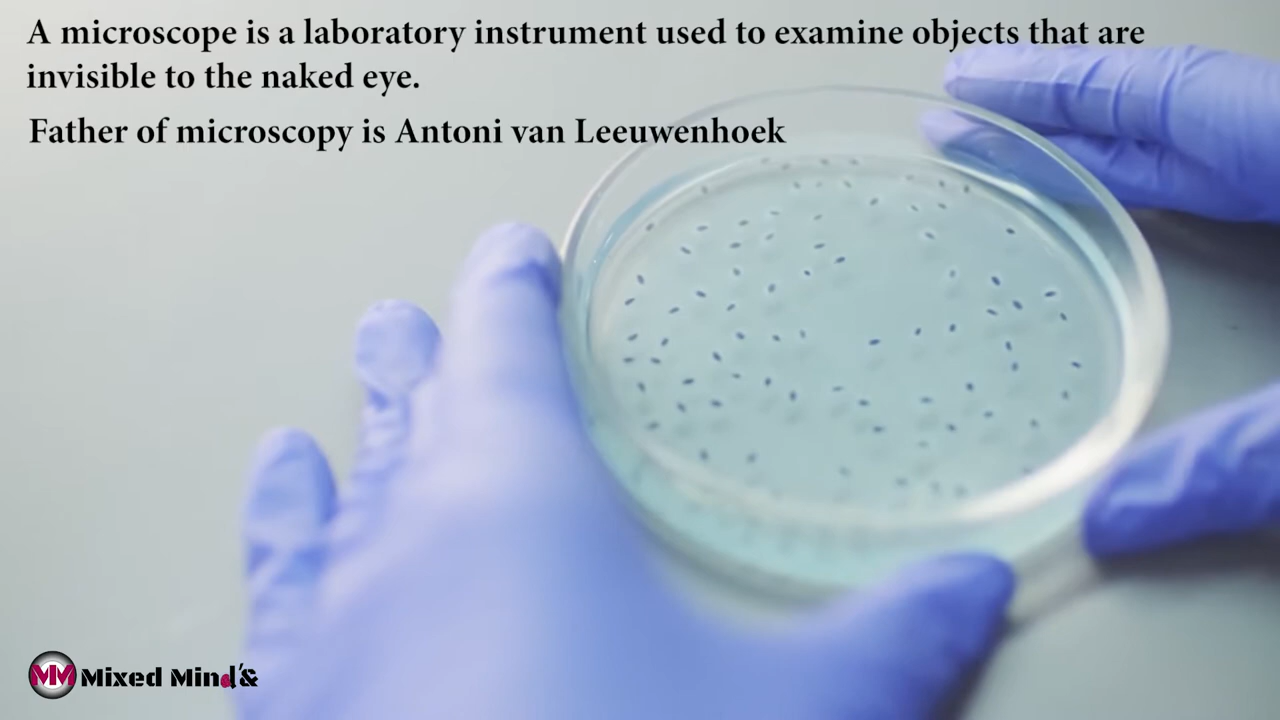 A microscope is a laboratory instrument used to examine objects that are
invisible to the naked eye.
Father of microscopy is Antoni van Leeuwenhoek
MM Mixed Mind's&